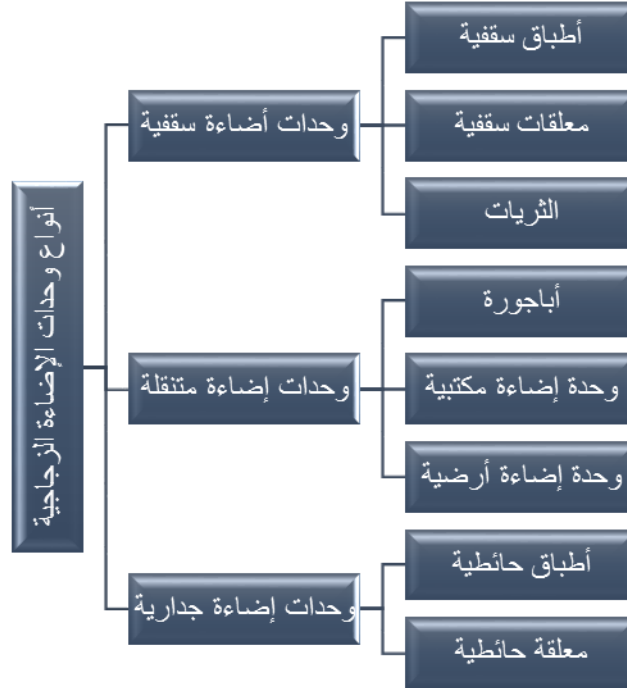 أنواع وحدات الإضاءة الزجاجية
وحدات أضاءة سقفية
أطباق سقفية
معلقات سقفية
الثريات
وحدات إضاءة متنقلة
أباجورة
وحدة إضاءة مكتبية
وحدة إضاءة أرضية
وحدات إضاءة جدارية
أطباق حائطية
معلقة حائطية